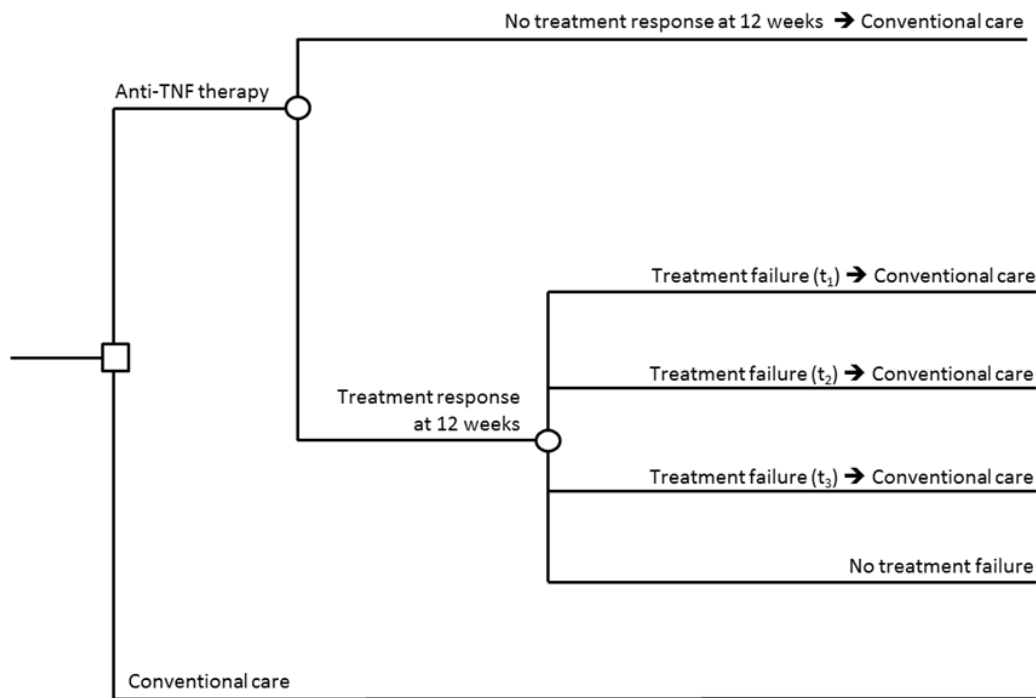 No treatment response at 12 weeks ➔ Conventional care
Anti-TNF therapy
Treatment failure (t₁) ➔ Conventional care
Treatment failure (t₂) ➔ Conventional care
Treatment response
at 12 weeks
Treatment failure (t₃) ➔ Conventional care
No treatment failure
Conventional care